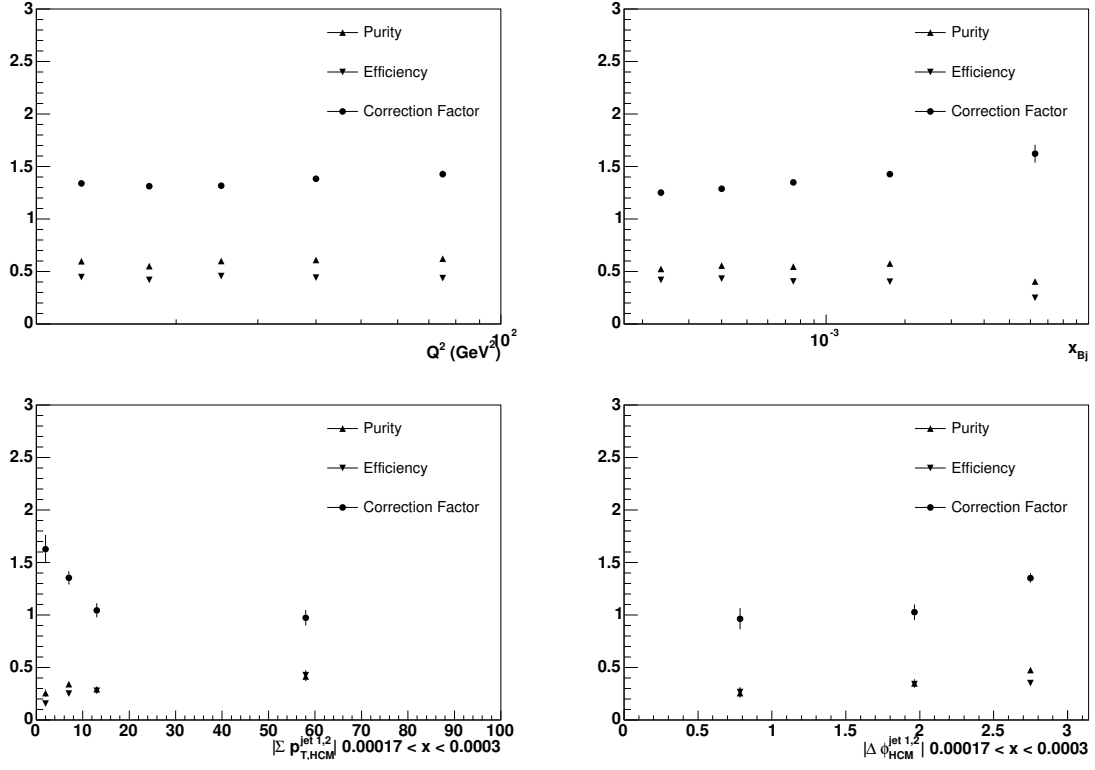 3
2.5
2
1.5
1
0.5
0
Purity
Efficiency
Correction Factor
10²
Q² (GeV²)
3
2.5
2
1.5
1
0.5
0
Purity
Efficiency
Correction Factor
10⁻³
x_Bj
3
2.5
2
1.5
1
0.5
0
Purity
Efficiency
Correction Factor
0 10 20 30 40 50 60 70 80 90 100
|Σ p_{T,HCM}^{jet 1,2}| 0.00017 < x < 0.0003
3
2.5
2
1.5
1
0.5
0
Purity
Efficiency
Correction Factor
0 0.5 1 1.5 2 2.5 3
|Δ ϕ_{HCM}^{jet 1,2}| 0.00017 < x < 0.0003